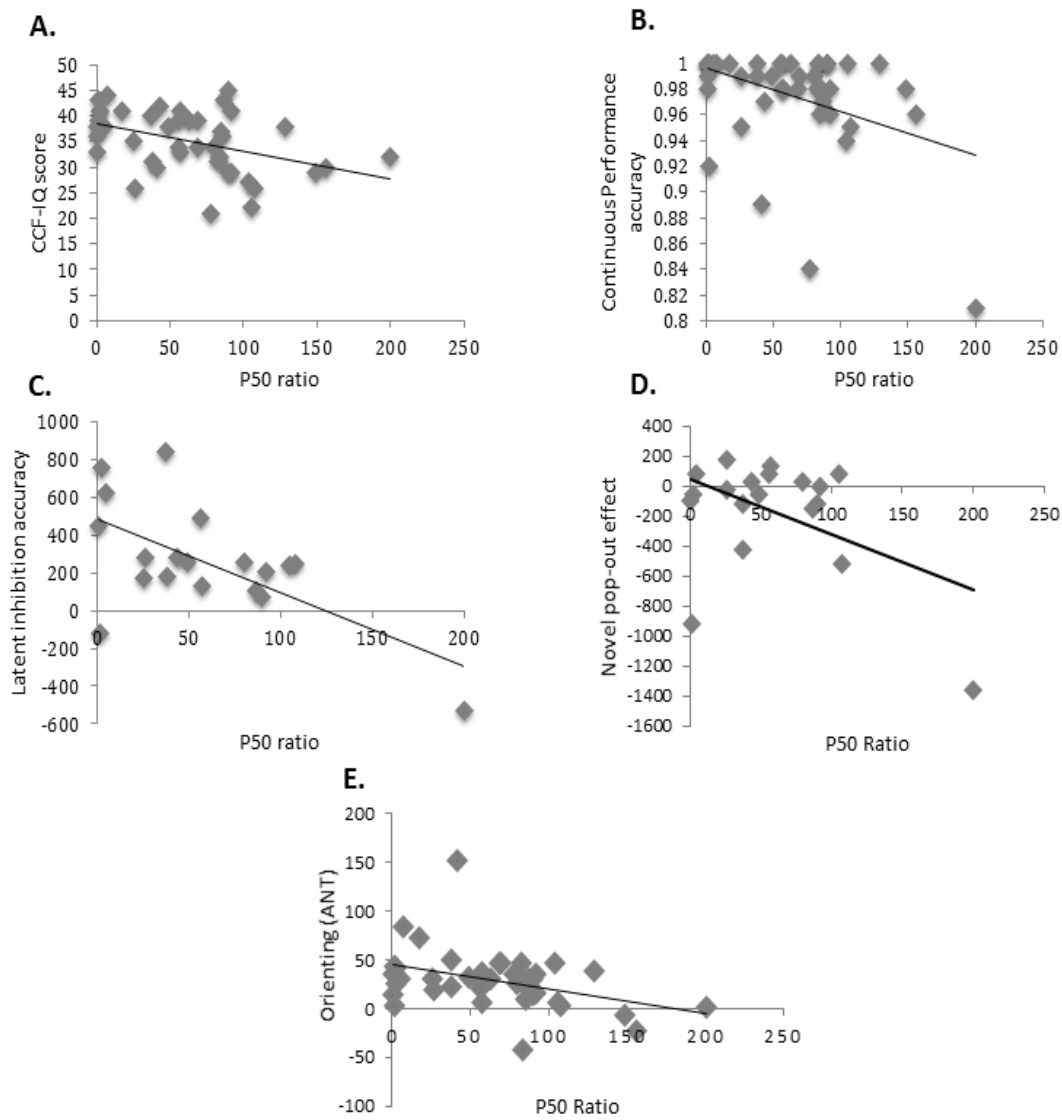 A.
50
45
40
35
30
25
20
15
10
5
0
CCF-IQ score
0 50 100 150 200 250
P50 ratio
B.
1
0.98
0.96
0.94
0.92
0.9
0.88
0.86
0.84
0.82
0.8
Continuous Performance
accuracy
0 50 100 150 200 250
P50 ratio
C.
1000
800
600
400
200
0
-200
-400
-600
Latent inhibition accuracy
0 50 100 150 200
P50 ratio
D.
400
200
0
-200
-400
-600
-800
-1000
-1200
-1400
-1600
Novel pop-out effect
0 50 100 150 200 250
P50 Ratio
E.
200
150
100
50
0
-50
-100
Orienting (ANT)
0 50 100 150 200 250
P50 Ratio